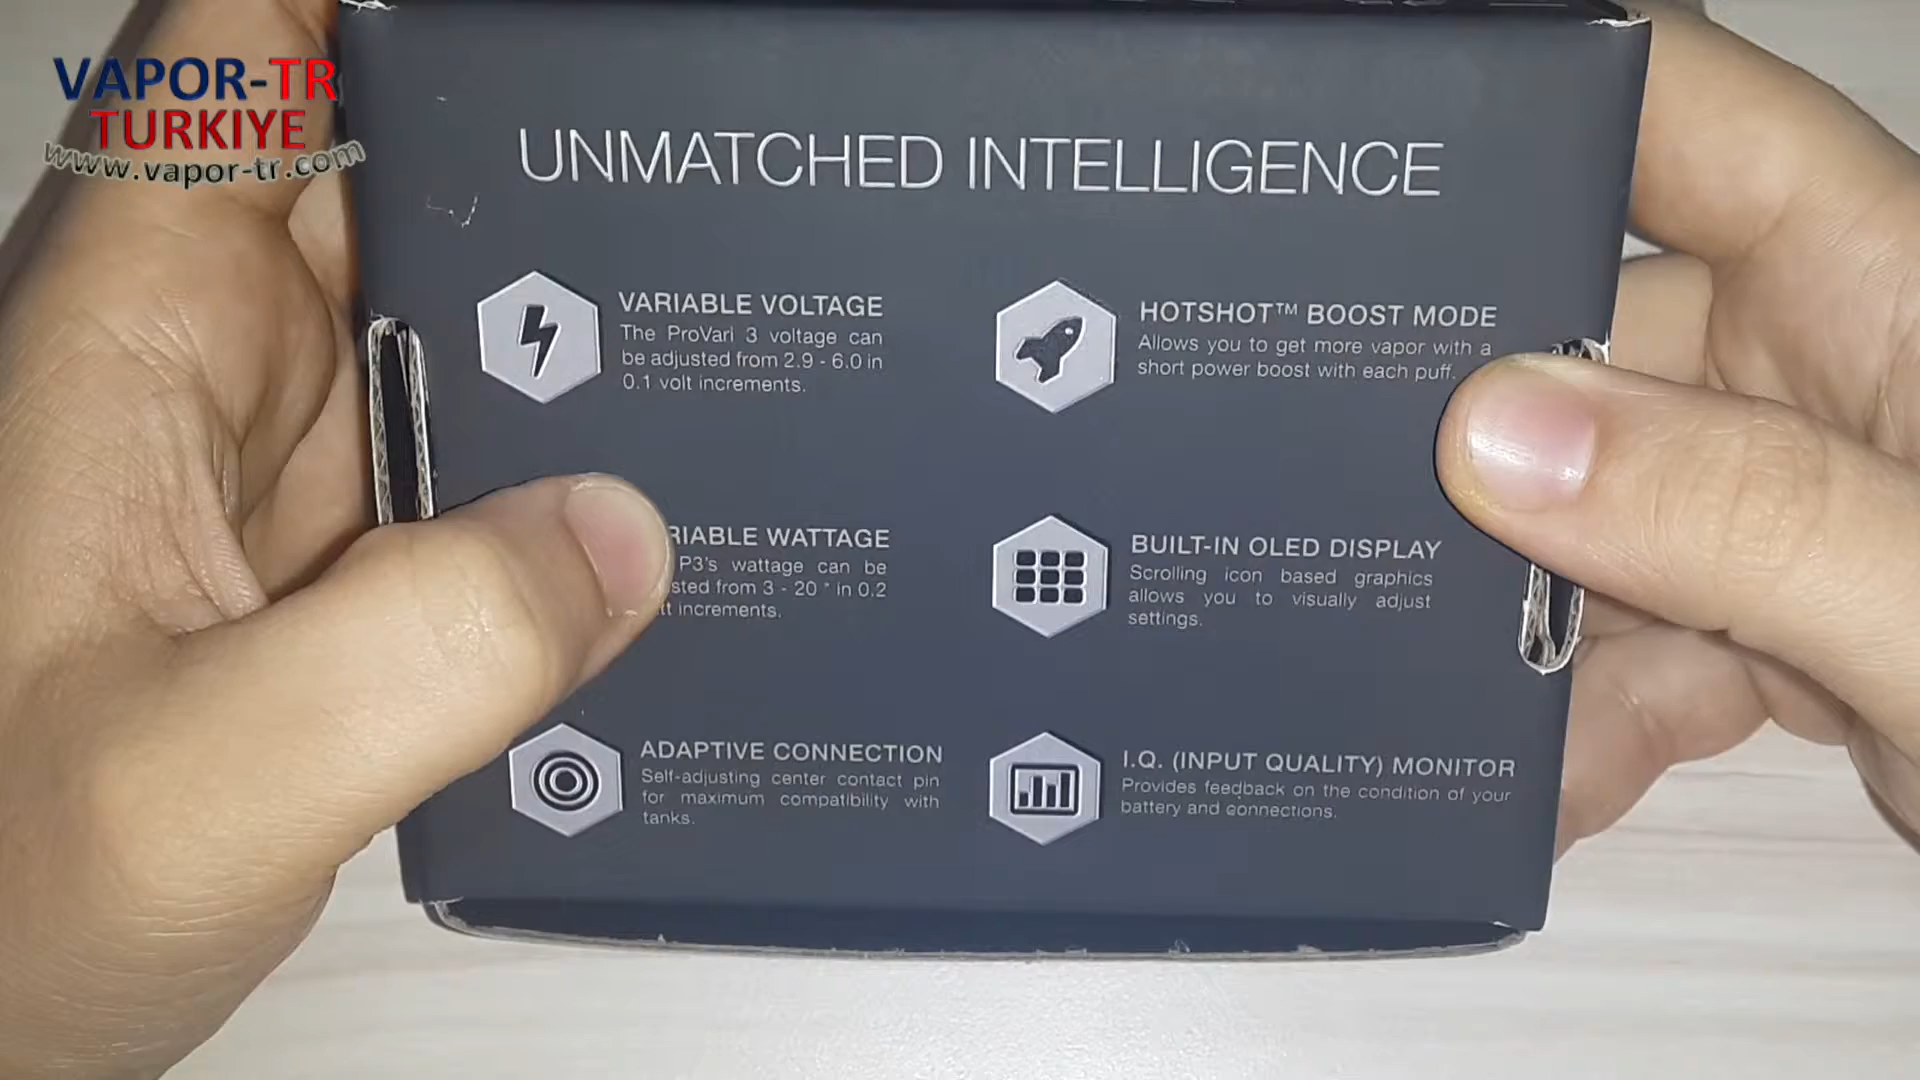 VAPOR-TR
TURKIYE
www.vapor-tr.com
UNMATCHED INTELLIGENCE
VARIABLE VOLTAGE
The ProVari 3 voltage can
be adjusted from 2.9 - 6.0 in
0.1 volt increments.
HOTSHOT™ BOOST MODE
Allows you to get more vapor with a
short power boost with each puff.
WATTAGE
P3's wattage can be
from 3 - 20 * in 0.2
increments.
BUILT-IN OLED DISPLAY
Scrolling icon based graphics
allows you to visually adjust
settings.
ADAPTIVE CONNECTION
Self-adjusting center contact pin
for maximum compatibility with
tanks.
I.Q. (INPUT QUALITY) MONITOR
Provides feedback on the condition of your
battery and connections.